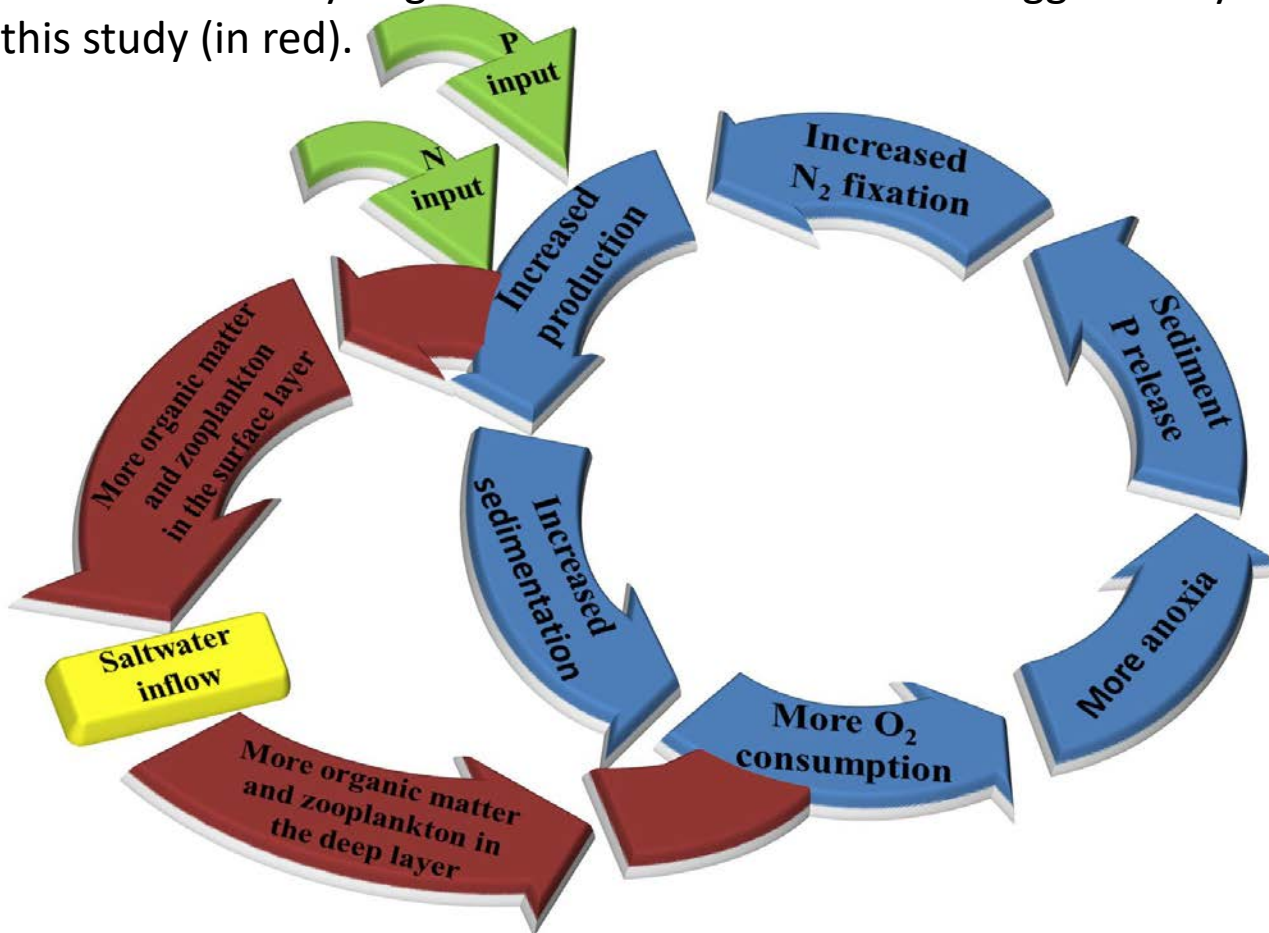 this study (in red).
P
input
N
input
Increased
production
Increased
N₂ fixation
Sediment
P release
More anoxia
More O₂
consumption
Increased
sedimentation
More organic matter
and zooplankton
in the surface layer
Saltwater
inflow
More organic matter
and zooplankton in
the deep layer